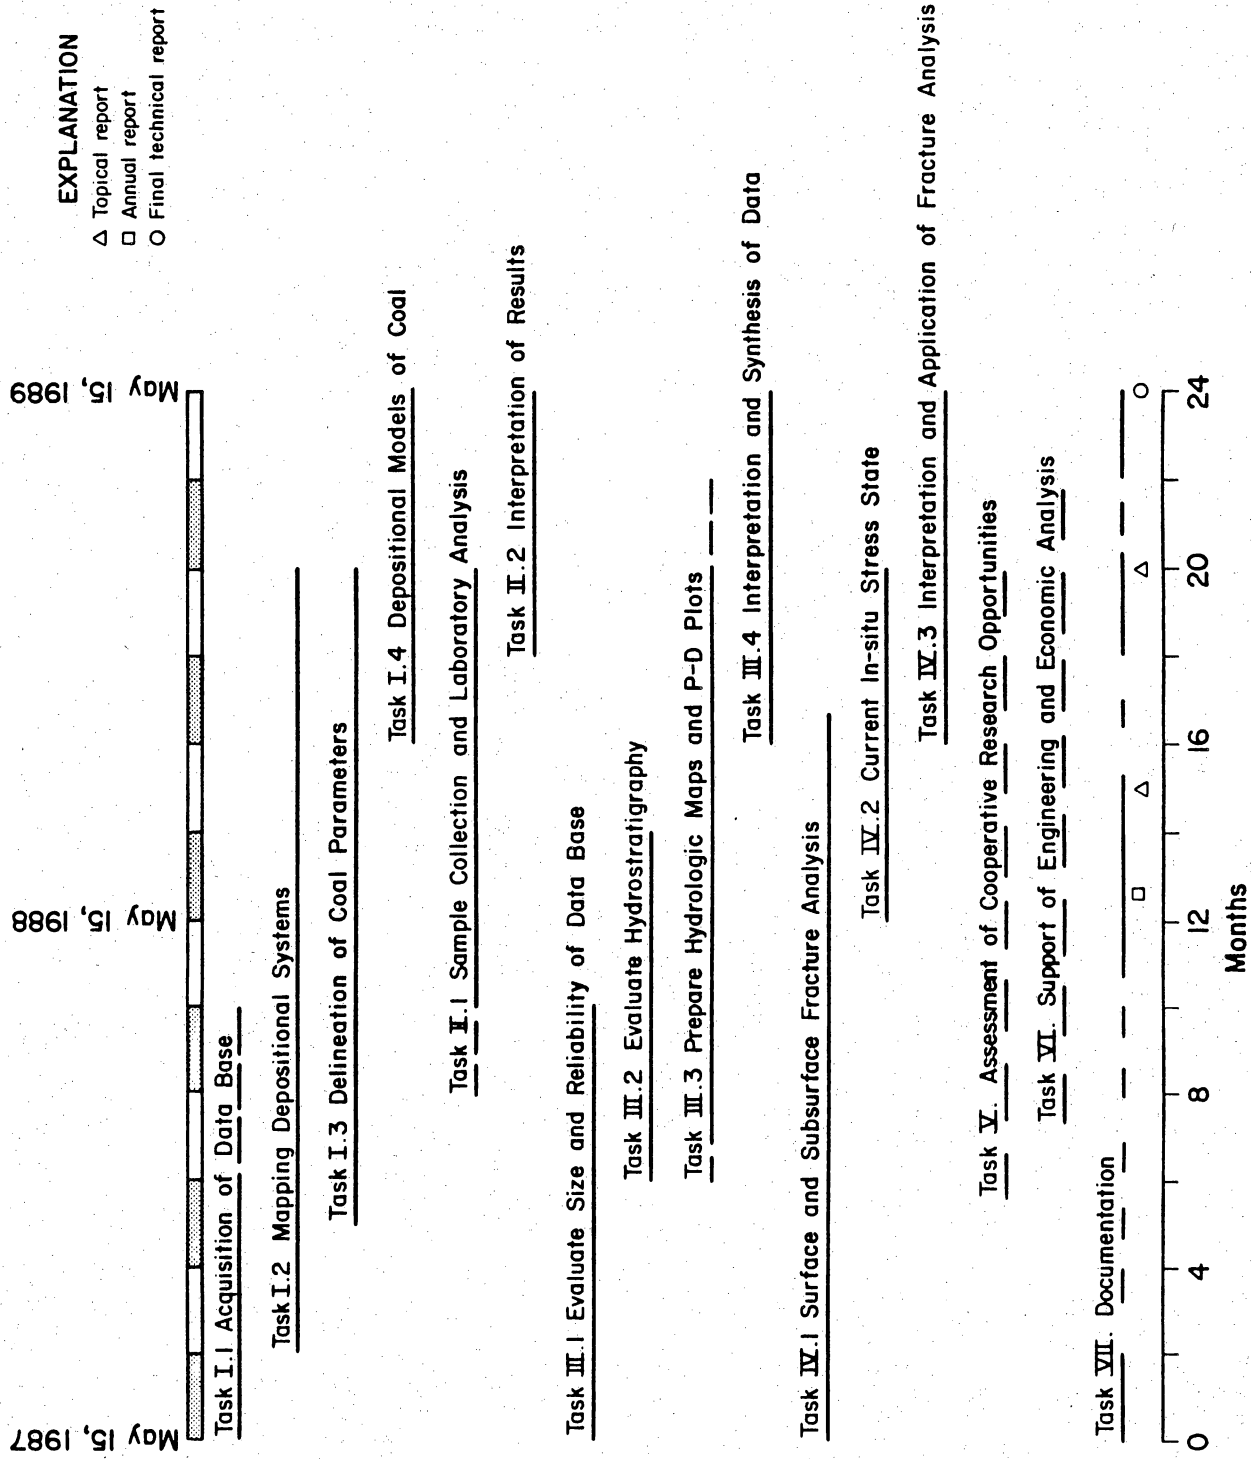 May 15, 1987
May 15, 1988
May 15, 1989
EXPLANATION
△ Topical report
□ Annual report
○ Final technical report
Task I.1 Acquisition of Data Base
Task I.2 Mapping Depositional Systems
Task I.3 Delineation of Coal Parameters
Task I.4 Depositional Models of Coal
Task II.1 Sample Collection and Laboratory Analysis
Task II.2 Interpretation of Results
Task III.1 Evaluate Size and Reliability of Data Base
Task III.2 Evaluate Hydrostratigraphy
Task III.3 Prepare Hydrologic Maps and P-D Plots
Task III.4 Interpretation and Synthesis of Data
Task IV.1 Surface and Subsurface Fracture Analysis
Task IV.2 Current In-situ Stress State
Task IV.3 Interpretation and Application of Fracture Analysis
Task V. Assessment of Cooperative Research Opportunities
Task VI. Support of Engineering and Economic Analysis
Task VII. Documentation
0 4 8 12 16 20 24
Months